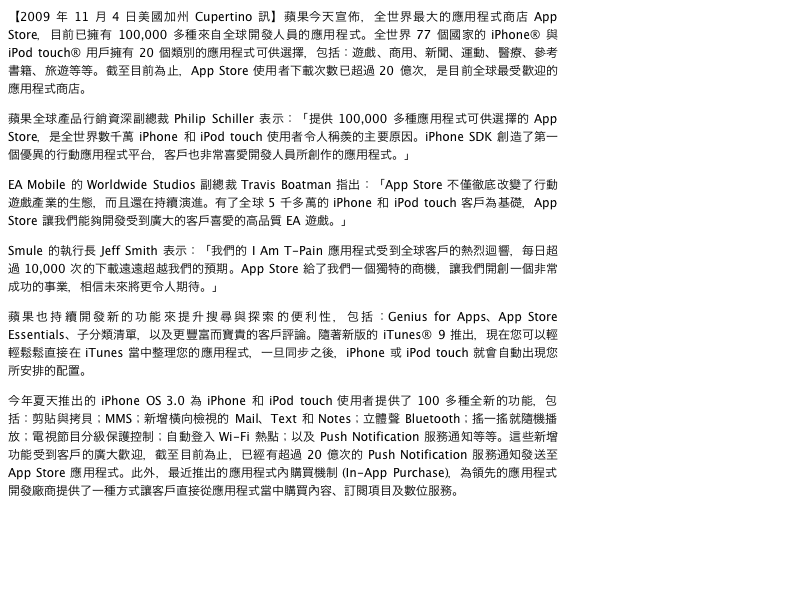 【2009 年 11 月 4 日美國加州 Cupertino 訊】蘋果今天宣佈，全世界最大的應用程式商店 App
Store，目前已擁有 100,000 多種來自全球開發人員的應用程式。全世界 77 個國家的 iPhone® 與
iPod touch® 用戶擁有 20 個類別的應用程式可供選擇，包括：遊戲、商用、新聞、運動、醫療、參考
書籍、旅遊等等。截至目前為止，App Store 使用者下載次數已超過 20 億次，是目前全球最受歡迎的
應用程式商店。
蘋果全球產品行銷資深副總裁 Philip Schiller 表示：「提供 100,000 多種應用程式可供選擇的 App
Store，是全世界數千萬 iPhone 和 iPod touch 使用者令人稱羨的主要原因。iPhone SDK 創造了第一
個優異的行動應用程式平台，客戶也非常喜愛開發人員所創作的應用程式。」
EA Mobile 的 Worldwide Studios 副總裁 Travis Boatman 指出：「App Store 不僅徹底改變了行動
遊戲產業的生態，而且還在持續演進。有了全球 5 千多萬的 iPhone 和 iPod touch 客戶為基礎，App
Store 讓我們能夠開發受到廣大的客戶喜愛的高品質 EA 遊戲。」
Smule 的執行長 Jeff Smith 表示：「我們的 I Am T-Pain 應用程式受到全球客戶的熱烈迴響，每日超
過 10,000 次的下載遠遠超越我們的預期。App Store 給了我們一個獨特的商機，讓我們開創一個非常
成功的事業，相信未來將更令人期待。」
蘋果也持續開發新的功能來提升搜尋與探索的便利性，包括：Genius for Apps、App Store
Essentials、子分類清單，以及更豐富而寶貴的客戶評論。隨著新版的 iTunes® 9 推出，現在您可以輕
輕鬆鬆直接在 iTunes 當中整理您的應用程式，一旦同步之後，iPhone 或 iPod touch 就會自動出現您
所安排的配置。
今年夏天推出的 iPhone OS 3.0 為 iPhone 和 iPod touch 使用者提供了 100 多種全新的功能，包
括：剪貼與拷貝；MMS；新增橫向檢視的 Mail、Text 和 Notes；立體聲 Bluetooth；搖一搖就隨機播
放；電視節目分級保護控制；自動登入 Wi-Fi 熱點；以及 Push Notification 服務通知等等。這些新增
功能受到客戶的廣大歡迎，截至目前為止，已經有超過 20 億次的 Push Notification 服務通知發送至
App Store 應用程式。此外，最近推出的應用程式內購買機制 (In-App Purchase)，為領先的應用程式
開發廠商提供了一種方式讓客戶直接從應用程式當中購買內容、訂閱項目及數位服務。